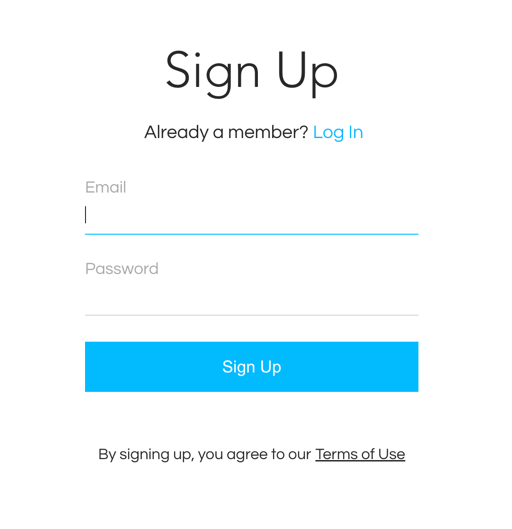 Sign Up
Already a member? Log In
Email
Password
Sign Up
By signing up, you agree to our Terms of Use